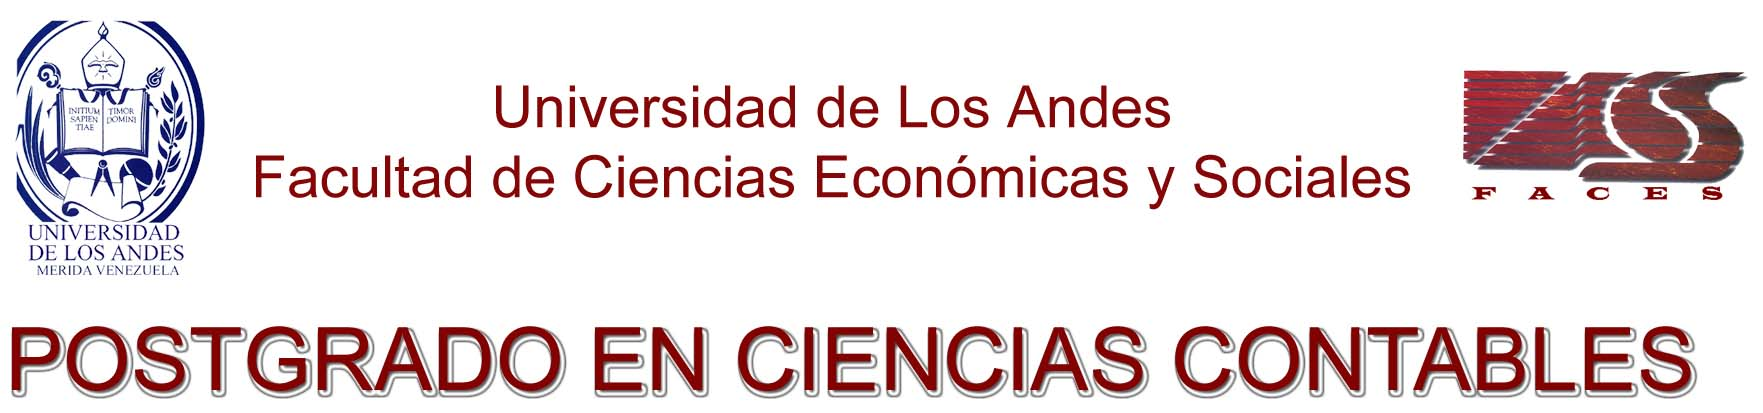 INITIUM
SAPIEN
TIAE
TIMOR
DOMINI
UNIVERSIDAD
DE LOS ANDES
MERIDA VENEZUELA
Universidad de Los Andes
Facultad de Ciencias Económicas y Sociales
FACES
POSTGRADO EN CIENCIAS CONTABLES